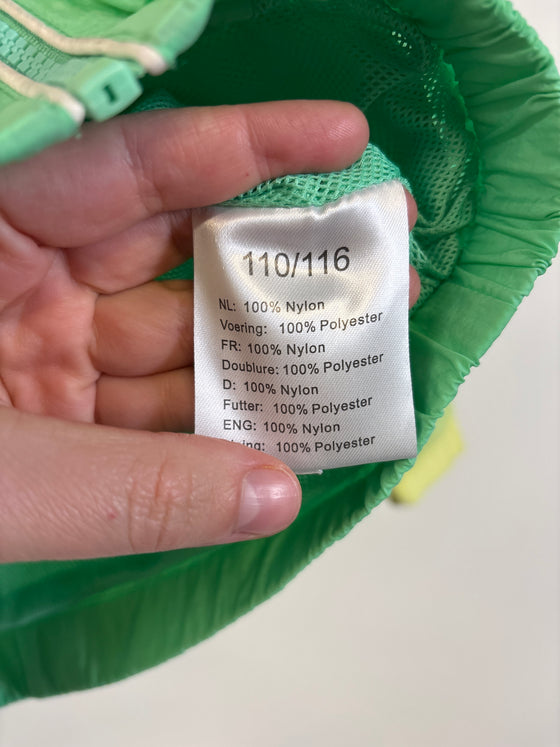 110/116
NL: 100% Nylon
Voering: 100% Polyester
FR: 100% Nylon
Doublure: 100% Polyester
D: 100% Nylon
Futter: 100% Polyester
ENG: 100% Nylon
100% Polyester